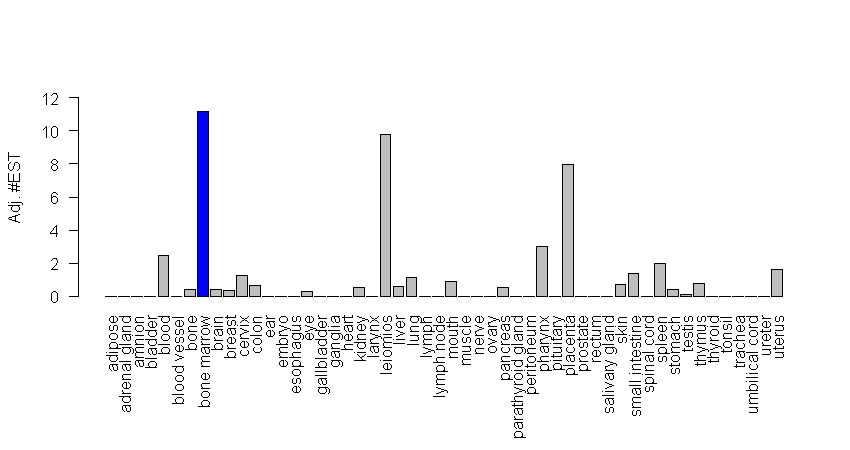 12
10
8
6
4
2
0
Adj. #EST
adipose
adrenal gland
amnion
bladder
blood
blood vessel
bone
bone marrow
brain
breast
cervix
colon
ear
embryo
esophagus
eye
gallbladder
ganglia
heart
kidney
larynx
leiomios
liver
lung
lymph
lymph node
mouth
muscle
nerve
ovary
pancreas
parathyroid gland
peritoneum
pharynx
pituitary
placenta
prostate
rectum
salivary gland
skin
small intestine
spinal cord
spleen
stomach
testis
thymus
thyroid
tonsil
trachea
umbilical cord
ureter
uterus